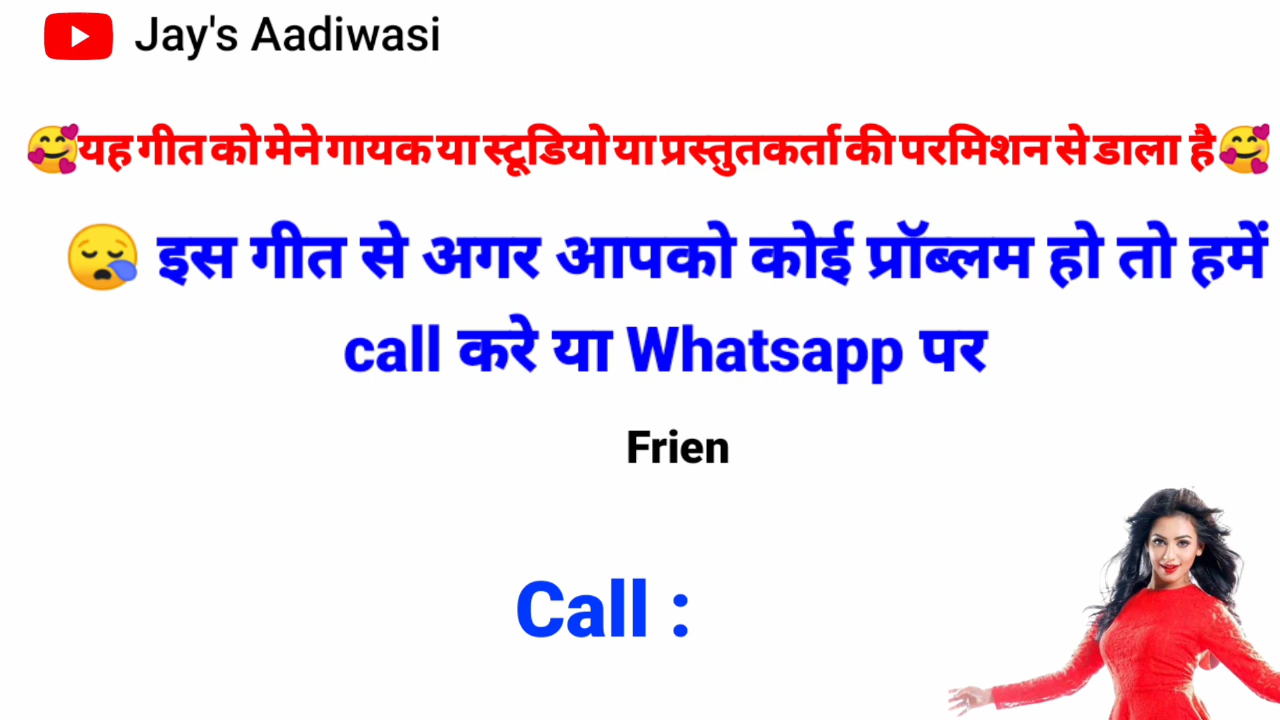 Jay's Aadiwasi
🥰यह गीत को मेने गायक या स्टूडियो या प्रस्तुतकर्ता की परमिशन से डाला है🥰
😪 इस गीत से अगर आपको कोई प्रॉब्लम हो तो हमें
call करे या Whatsapp पर
Frien
Call :